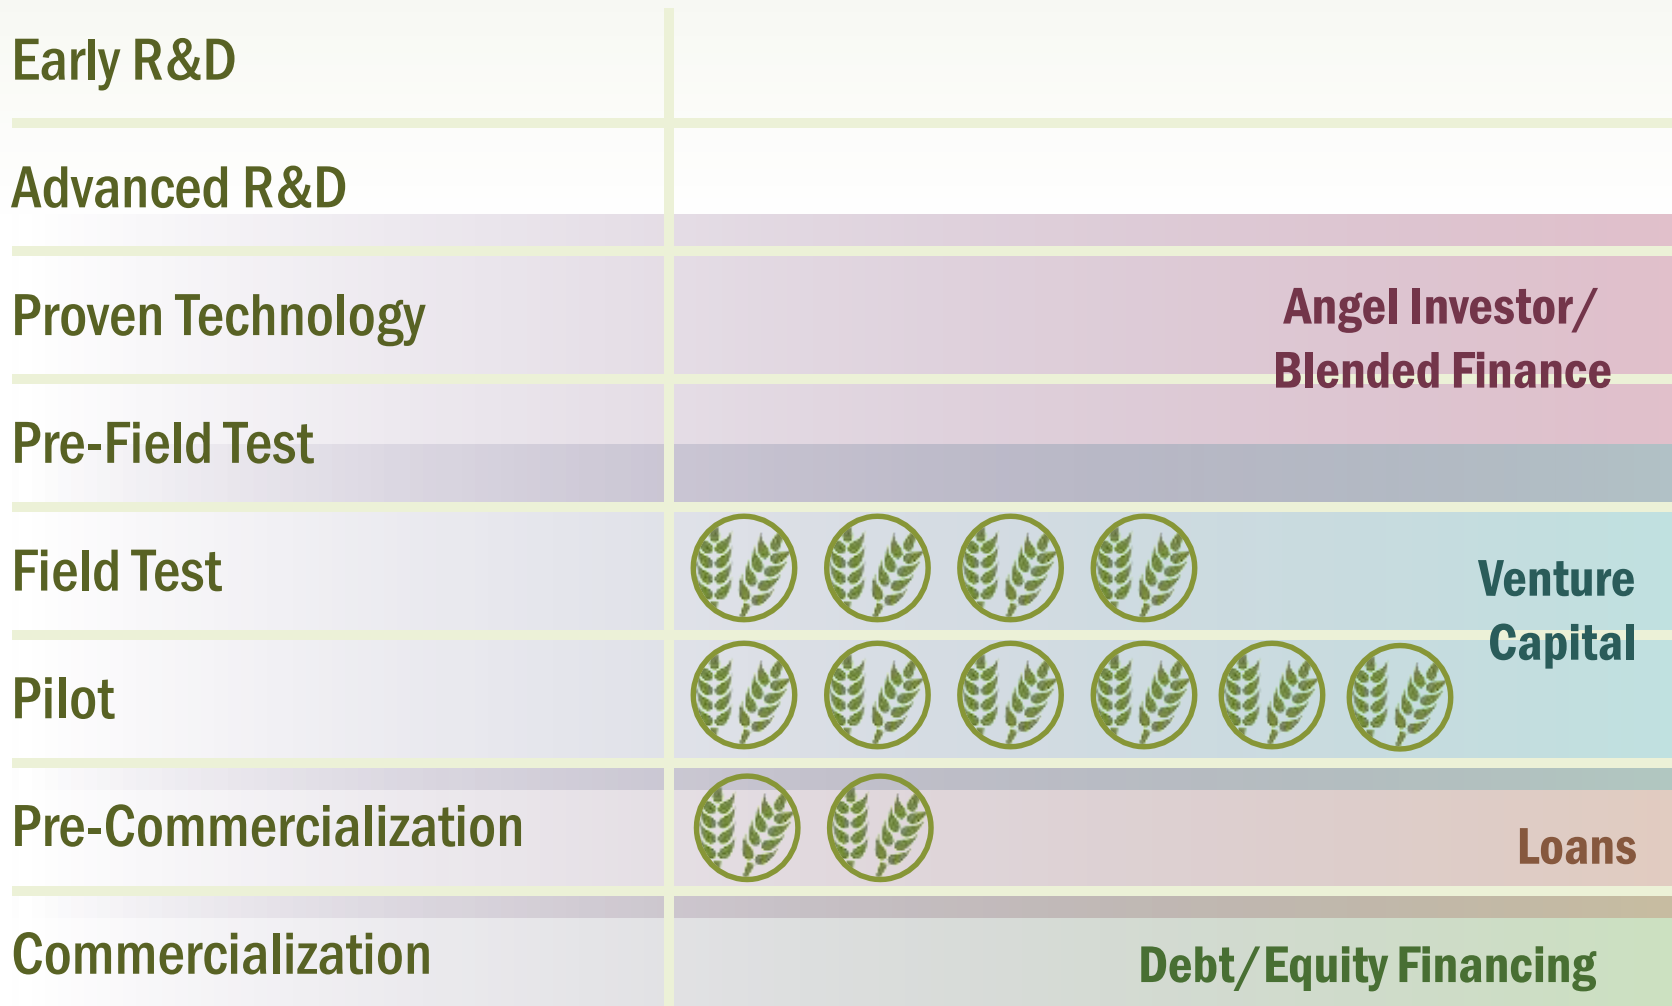 Early R&D
Advanced R&D
Proven Technology
Angel Investor/
Blended Finance
Pre-Field Test
Field Test
Venture
Capital
Pilot
Pre-Commercialization
Loans
Commercialization
Debt/Equity Financing